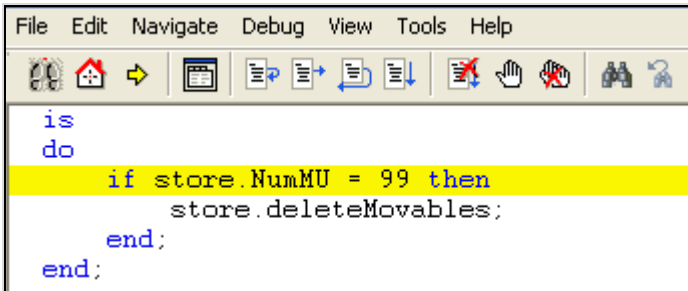 File Edit Navigate Debug View Tools Help
is
do
if store.NumMU = 99 then
store.deleteMovables;
end;
end;